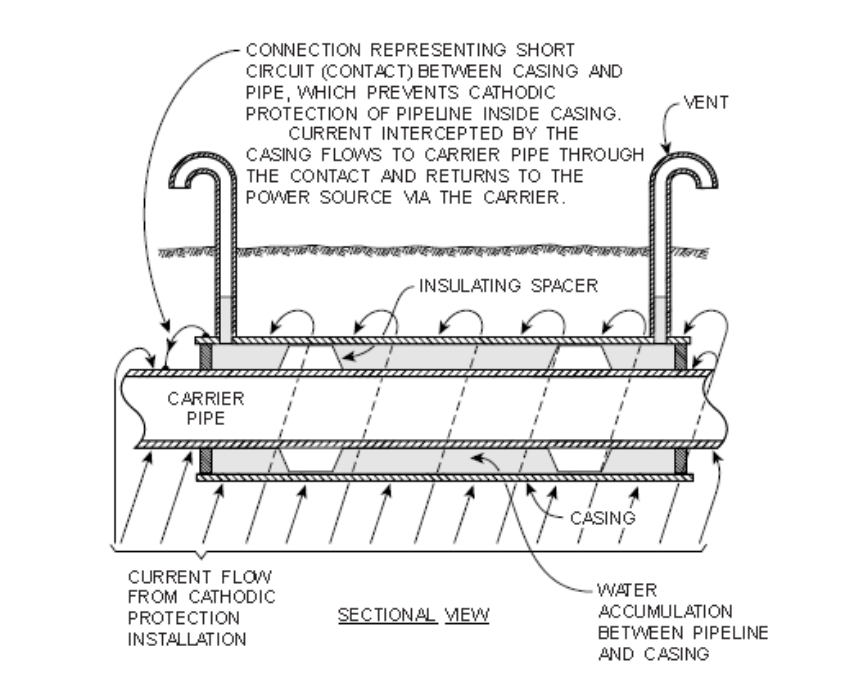 CONNECTION REPRESENTING SHORT
CIRCUIT (CONTACT) BETWEEN CASING AND
PIPE, WHICH PREVENTS CATHODIC
PROTECTION OF PIPELINE INSIDE CASING.
CURRENT INTERCEPTED BY THE
CASING FLOWS TO CARRIER PIPE THROUGH
THE CONTACT AND RETURNS TO THE
POWER SOURCE VIA THE CARRIER.
VENT
INSULATING SPACER
CARRIER
PIPE
CASING
CURRENT FLOW
FROM CATHODIC
PROTECTION
INSTALLATION
SECTIONAL VIEW
WATER
ACCUMULATION
BETWEEN PIPELINE
AND CASING